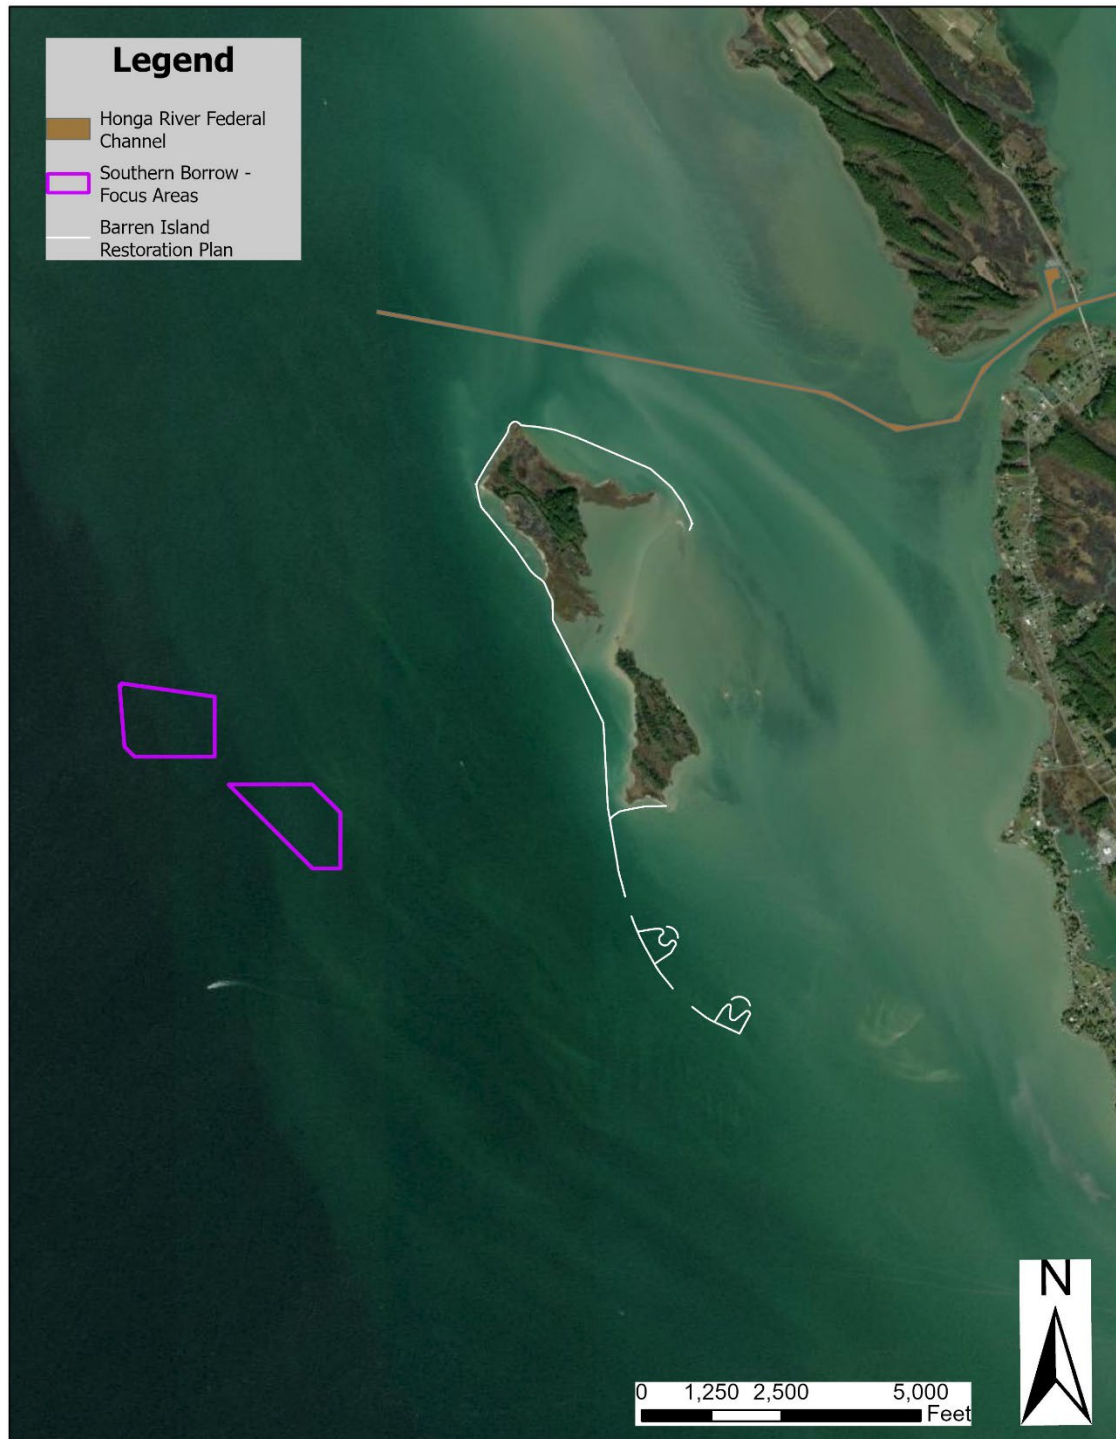 Legend
Honga River Federal
Channel
Southern Borrow -
Focus Areas
Barren Island
Restoration Plan
N
0 1,250 2,500 5,000
Feet